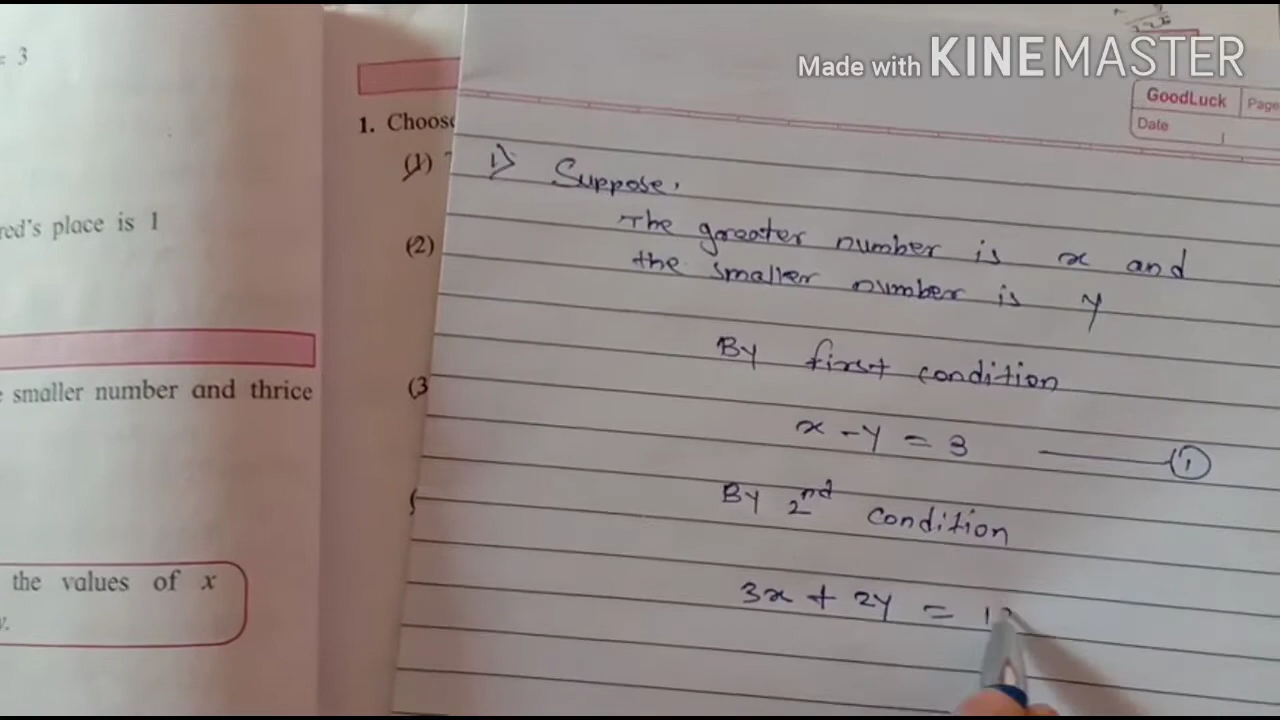 Made with KINEMASTER
= 3
GoodLuck Page
Date
1. Choose
(1)
1) Suppose,
The greater number is x and
red's place is 1
(2)
the smaller number is y
By first condition
smaller number and thrice
(3
x - y = 3 ——— (1)
By 2nd condition
the values of x
y.
3x + 2y = 1